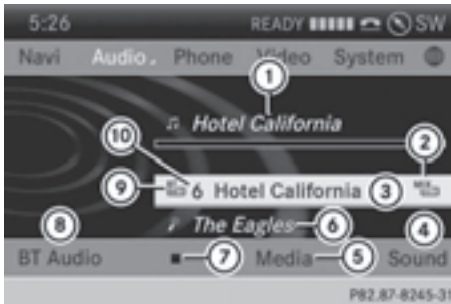 5:26 READY SW
Navi Audio Phone Video System
1
Hotel California
10 2
9 6 Hotel California 3
8 The Eagles 6 4
BT Audio 7 Media 5 Sound
P82.87-8245-31